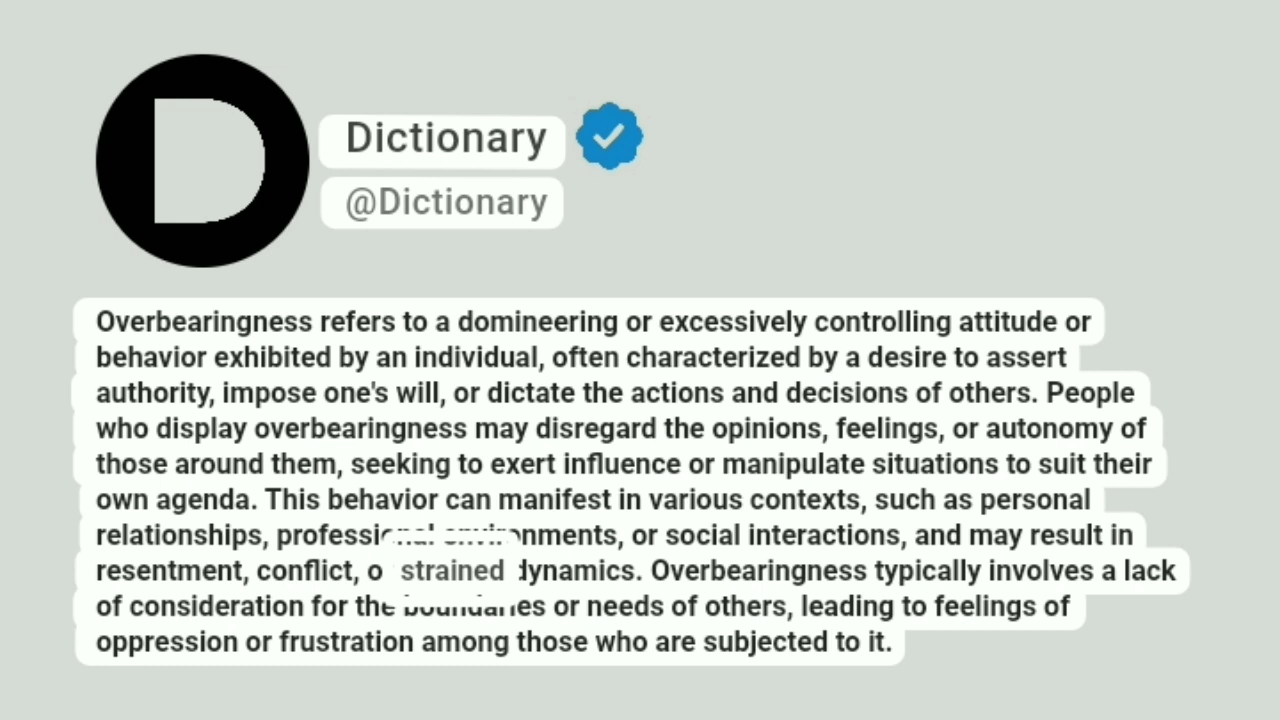 D
Dictionary
@Dictionary
Overbearingness refers to a domineering or excessively controlling attitude or
behavior exhibited by an individual, often characterized by a desire to assert
authority, impose one's will, or dictate the actions and decisions of others. People
who display overbearingness may disregard the opinions, feelings, or autonomy of
those around them, seeking to exert influence or manipulate situations to suit their
own agenda. This behavior can manifest in various contexts, such as personal
relationships, professional environments, or social interactions, and may result in
resentment, conflict, o strained dynamics. Overbearingness typically involves a lack
of consideration for the boundaries or needs of others, leading to feelings of
oppression or frustration among those who are subjected to it.